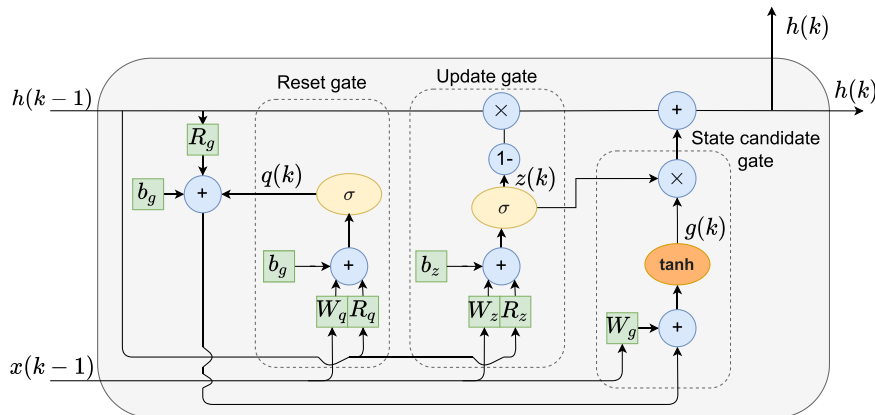 h(k)
Reset gate
Update gate
h(k−1)
h(k)
×
+
R_g
1-
State candidate
gate
b_g
+
q(k)
σ
z(k)
σ
×
g(k)
b_g
+
b_z
+
tanh
W_q
R_q
W_z
R_z
W_g
+
x(k−1)